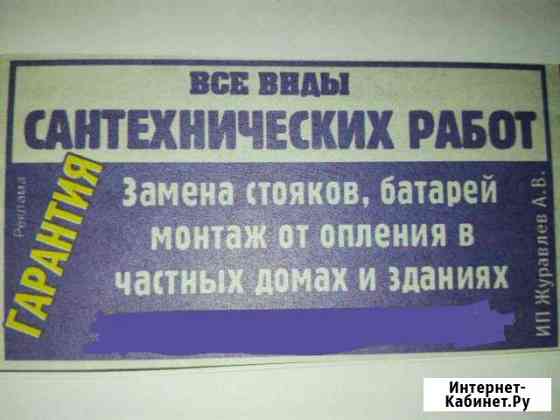 ВСЕ ВИДЫ
САНТЕХНИЧЕСКИХ РАБОТ
Реклама
ГАРАНТИЯ
Замена стояков, батарей
монтаж от опления в
частных домах и зданиях
ИП Журавлев А.В.
Интернет-
Кабинет.Ру